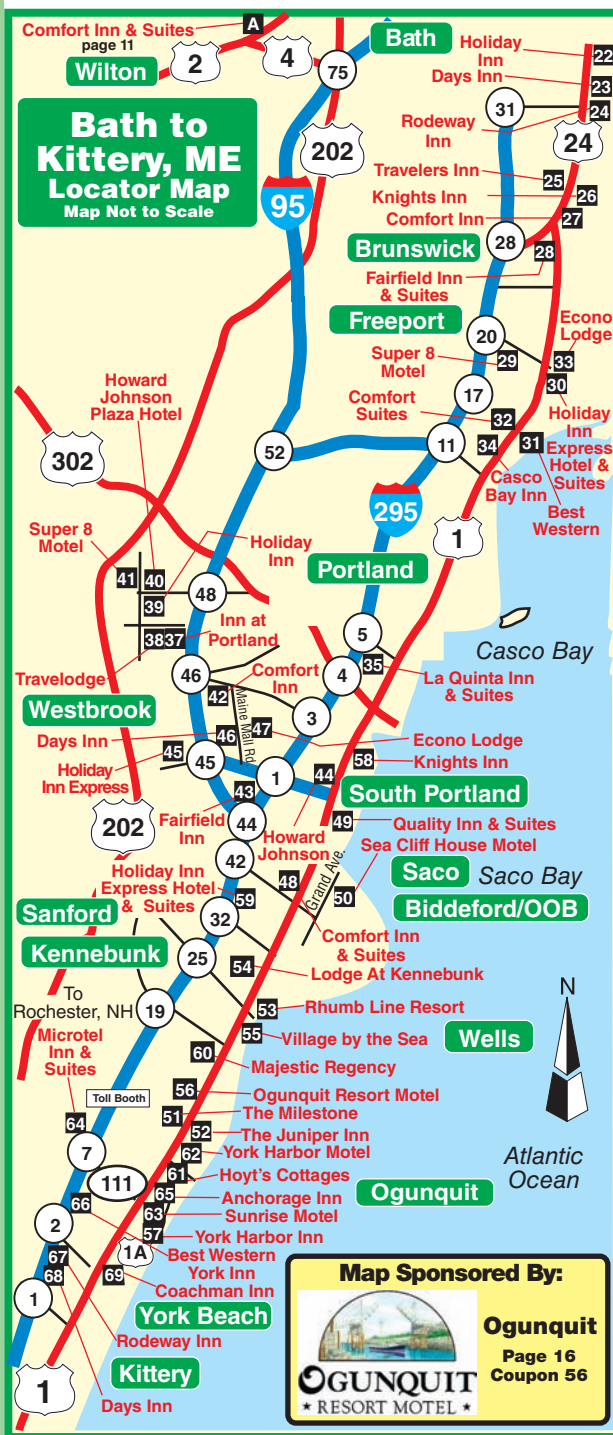 Comfort Inn & Suites
page 11
A
Wilton
2
4
75
Bath
Bath to
Kittery, ME
Locator Map
Map Not to Scale
202
95
Holiday
Inn
22
Days Inn
23
31
Rodeway
Inn
24
24
Travelers Inn
25
Knights Inn
26
Comfort Inn
27
Brunswick
28
28
Fairfield Inn
& Suites
Freeport
20
Econo
Lodge
Super 8
Motel
29
33
30
17
Howard
Johnson
Plaza Hotel
Comfort
Suites
32
Holiday
Inn
Express
Hotel &
Suites
302
52
11
34
31
Casco
Bay Inn
Best
Western
295
1
Super 8
Motel
41
40
39
Holiday
Inn
48
Portland
38
37
Inn at
Portland
5
Casco Bay
Travelodge
46
4
35
La Quinta Inn
& Suites
42
Comfort
Inn
Westbrook
Maine Mall Rd.
3
Days Inn
46
47
Econo Lodge
45
Holiday
Inn Express
45
58
Knights Inn
1
44
43
South Portland
202
Fairfield
Inn
44
Howard
Johnson
49
Quality Inn & Suites
Sea Cliff House Motel
42
Grand Ave.
Saco
Saco Bay
Holiday Inn
Express Hotel
& Suites
59
48
50
Biddeford/OOB
Sanford
32
Comfort Inn
& Suites
Kennebunk
25
54
Lodge At Kennebunk
To
Rochester, NH
19
53
Rhumb Line Resort
N
Microtel
Inn &
Suites
55
Village by the Sea
Wells
60
Majestic Regency
Toll Booth
56
Ogunquit Resort Motel
51
The Milestone
64
52
The Juniper Inn
7
62
York Harbor Motel
Atlantic
Ocean
111
61
Hoyt's Cottages
65
Anchorage Inn
Ogunquit
66
63
Sunrise Motel
2
57
York Harbor Inn
1A
Best Western
York Inn
67
68
69
Coachman Inn
1
York Beach
Rodeway Inn
Kittery
1
Days Inn
Map Sponsored By:
OGUNQUIT
★ RESORT MOTEL ★
Ogunquit
Page 16
Coupon 56